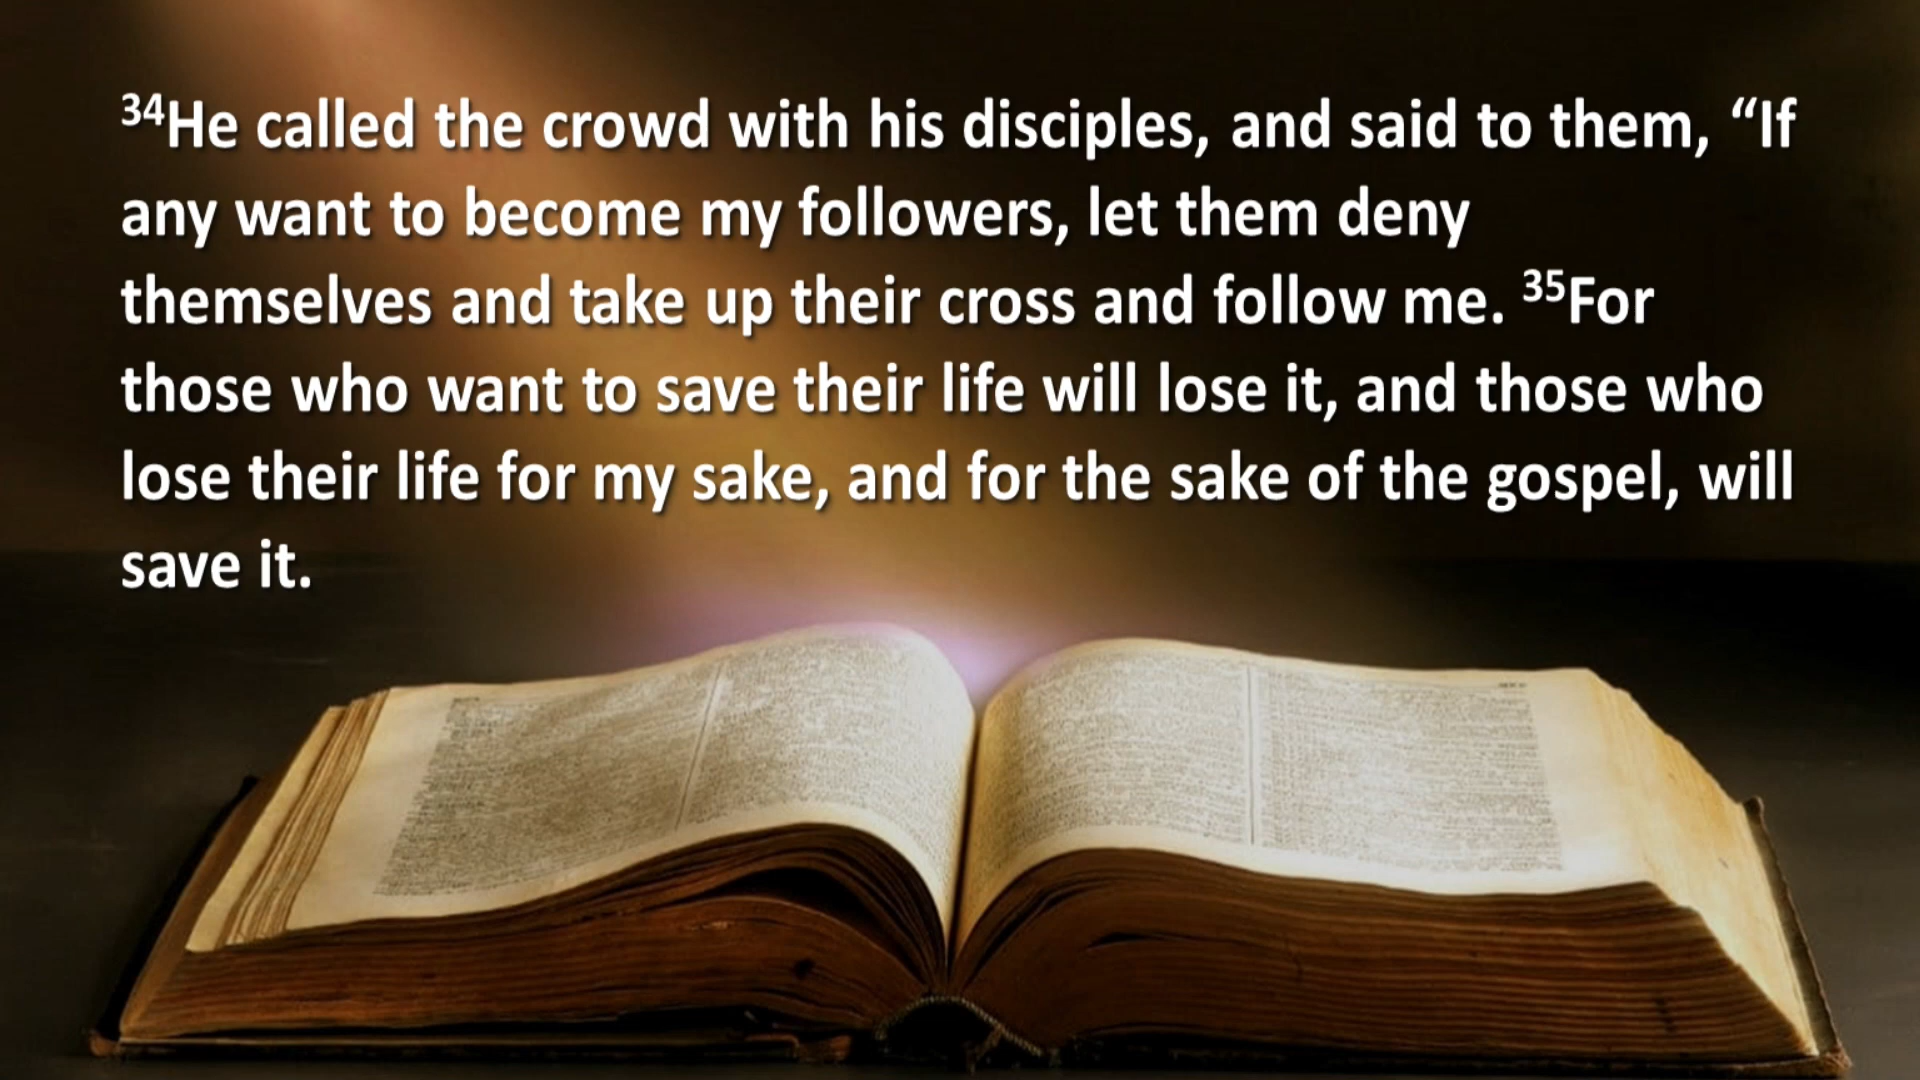 ³⁴He called the crowd with his disciples, and said to them, “If
any want to become my followers, let them deny
themselves and take up their cross and follow me. ³⁵For
those who want to save their life will lose it, and those who
lose their life for my sake, and for the sake of the gospel, will
save it.